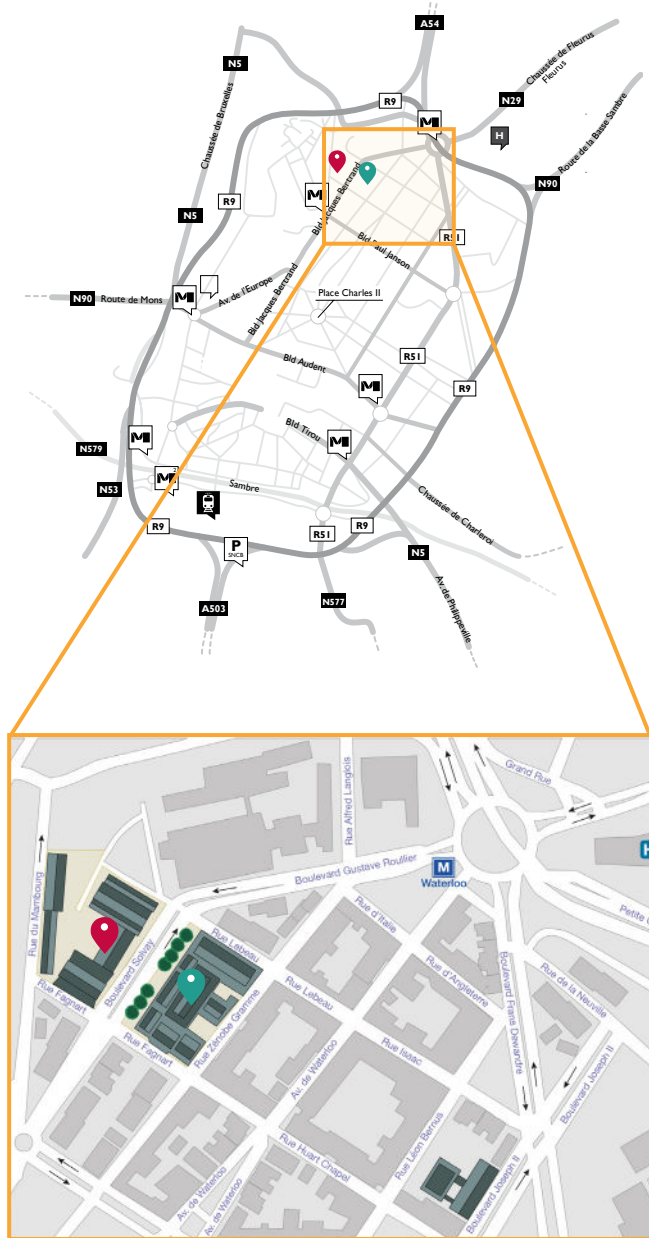 A54
N5
Chaussée de Fleurus
Fleurus
Chaussée de Bruxelles
R9
N29
M
H
Route de la Basse Sambre
Bld Jacques Bertrand
N90
R9
M
N5
Bld Paul Janson
R51
N90
Route de Mons
M
Av. de l'Europe
Bld Jacques Bertrand
Place Charles II
R51
Bld Audent
R9
M
Bld Tirou
M
M
N579
M
Sambre
N53
Chaussée de Charleroi
R9
R51
R9
P
SNCB
N5
A503
N577
Av. de Philippeville
Grand Rue
Rue Alfred Langlois
Boulevard Gustave Roullier
M
Waterloo
H
Rue du Mambourg
Boulevard Solvay
Rue Lebeau
Rue d'Italie
Petite
Rue d'Angleterre
Rue de la Neuville
Rue Fagnart
Rue Zénobe Gramme
Rue Lebeau
Boulevard Frans Dewandre
Rue Fagnart
Av. de Waterloo
Rue Isaac
Boulevard Joseph II
Rue Huart Chapel
Rue Léon Bernus
Av. de Waterloo
Av. de Waterloo
Boulevard Joseph II